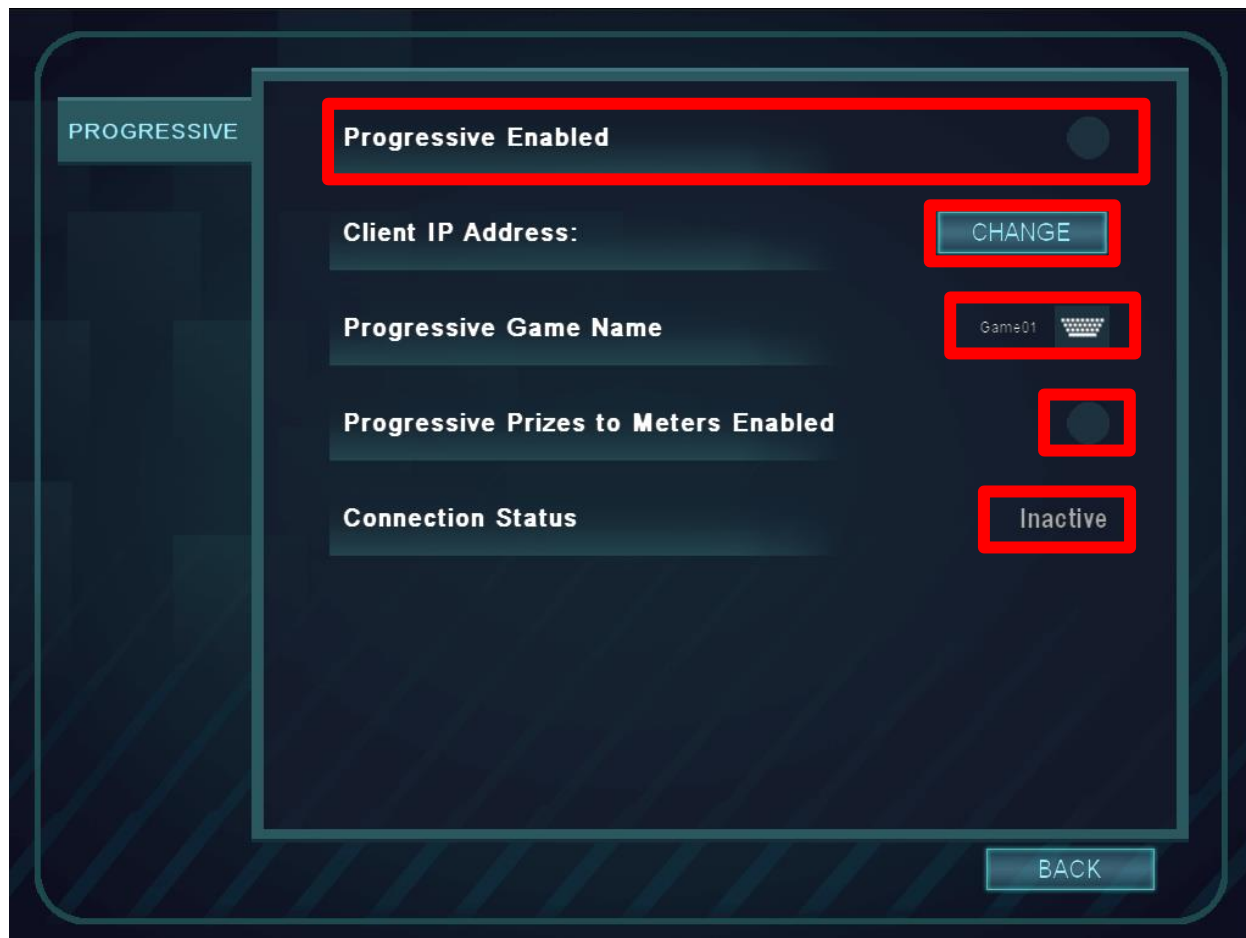 PROGRESSIVE
Progressive Enabled
Client IP Address:
CHANGE
Progressive Game Name
Game01
Progressive Prizes to Meters Enabled
Connection Status
Inactive
BACK